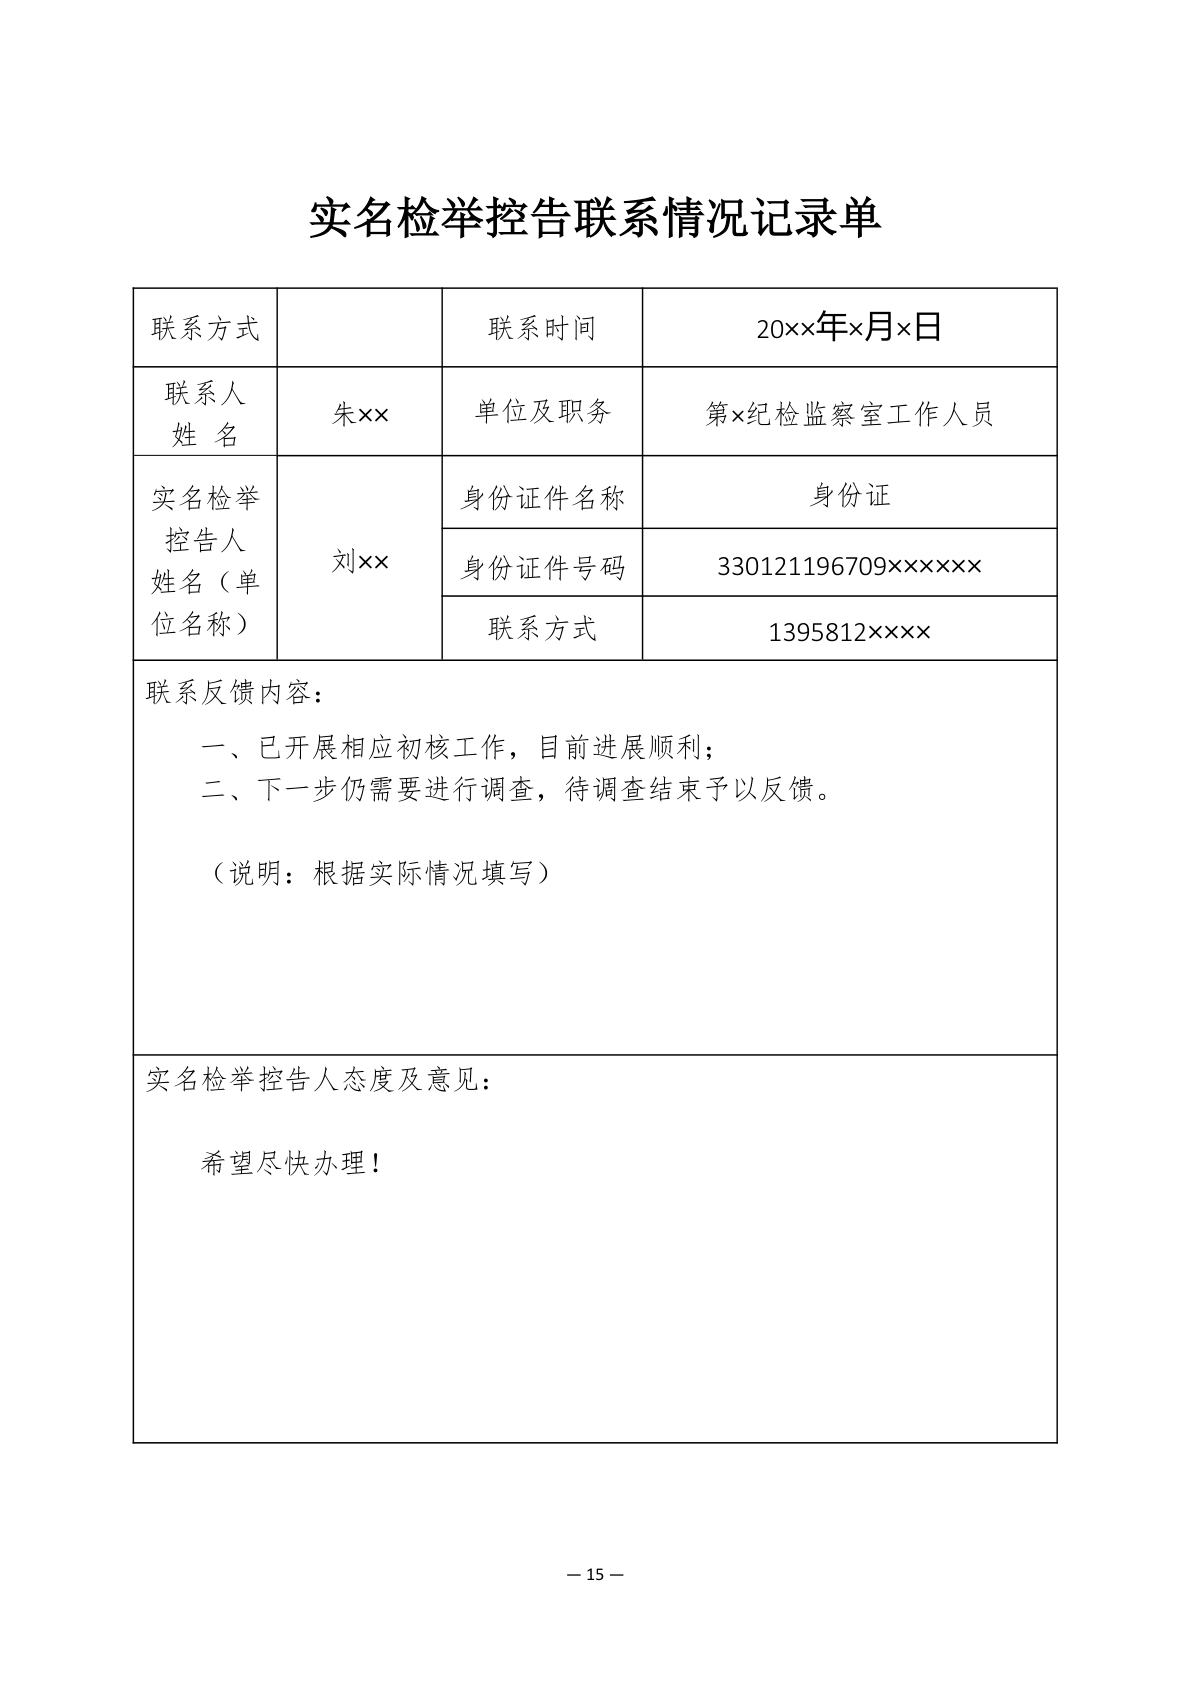 实名检举控告联系情况记录单
联系方式
联系时间
20××年×月×日
联系人
姓 名
朱××
单位及职务
第×纪检监察室工作人员
实名检举
控告人
姓名（单
位名称）
刘××
身份证件名称
身份证
身份证件号码
330121196709××××××
联系方式
1395812××××
联系反馈内容：
一、已开展相应初核工作，目前进展顺利；
二、下一步仍需要进行调查，待调查结束予以反馈。
（说明：根据实际情况填写）
实名检举控告人态度及意见：
希望尽快办理！
— 15 —